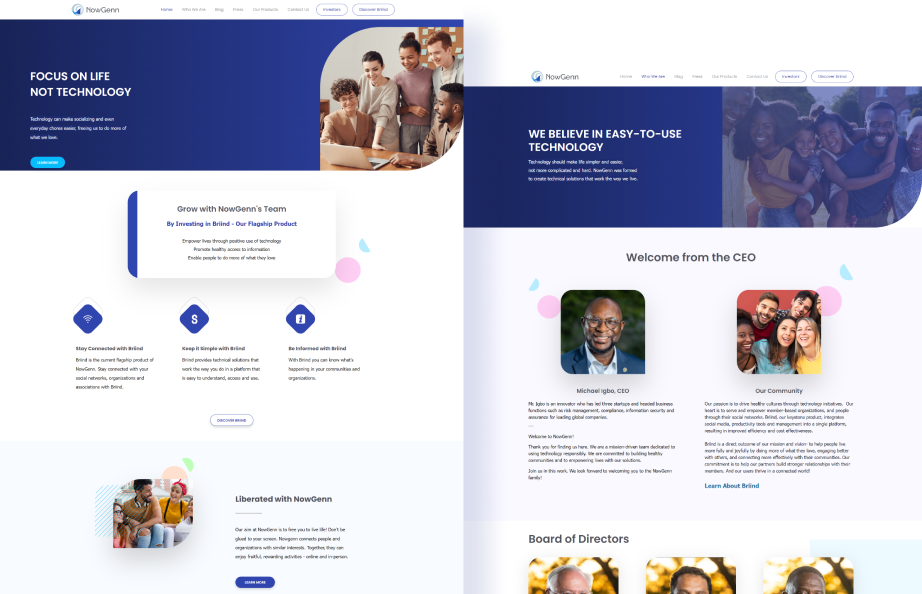 NowGenn
Home Who We Are Blog Press Our Products Contact Us Investors Discover Briind
FOCUS ON LIFE
NOT TECHNOLOGY
Technology can make socializing and even
everyday chores easier, freeing us to do more of
what we love.
LEARN MORE
Grow with NowGenn's Team
By Investing in Briind - Our Flagship Product
Empower lives through positive use of technology
Promote healthy access to information
Enable people to do more of what they love
Stay Connected with Briind
Briind is the current flagship product of
NowGenn. Stay connected with your
social networks, organizations and
associations with Briind.
Keep it Simple with Briind
Briind provides technical solutions that
work the way you do in a platform that
is easy to understand, access and use.
Be Informed with Briind
With Briind you can know what's
happening in your communities and
organizations.
DISCOVER BRIIND
Liberated with NowGenn
Our aim at NowGenn is to free you to live life! Don't be
glued to your screen. Nowgenn connects people and
organizations with similar interests. Together, they can
enjoy fruitful, rewarding activities - online and in-person.
LEARN MORE
NowGenn
Home Who We Are Blog Press Our Products Contact Us Investors Discover Briind
WE BELIEVE IN EASY-TO-USE
TECHNOLOGY
Technology should make life simpler and easier,
not more complicated and hard. NowGenn was formed
to create technical solutions that work the way we live.
Welcome from the CEO
Michael Igbo, CEO
Mr. Igbo is an innovator who has led three startups and headed business
functions such as risk management, compliance, information security and
assurance for leading global companies.
Welcome to NowGenn!
Thank you for finding us here. We are a mission-driven team dedicated to
using technology responsibly. We are committed to building healthy
communities and to empowering lives with our solutions.
Join us in this work. We look forward to welcoming you to the NowGenn
family!
Our Community
Our passion is to drive healthy cultures through technology initiatives. Our
heart is to serve and empower member-based organizations, and people
through their social networks. Briind, our keystone product, integrates
social media, productivity tools and management into a single platform,
resulting in improved efficiency and cost effectiveness.
Briind is a direct outcome of our mission and vision- to help people live
more fully and joyfully by doing more of what they love, engaging better
with others, and connecting more effectively with their communities. Our
commitment is to help our partners build stronger relationships with their
members. And our users thrive in a connected world!
Learn About Briind
Board of Directors